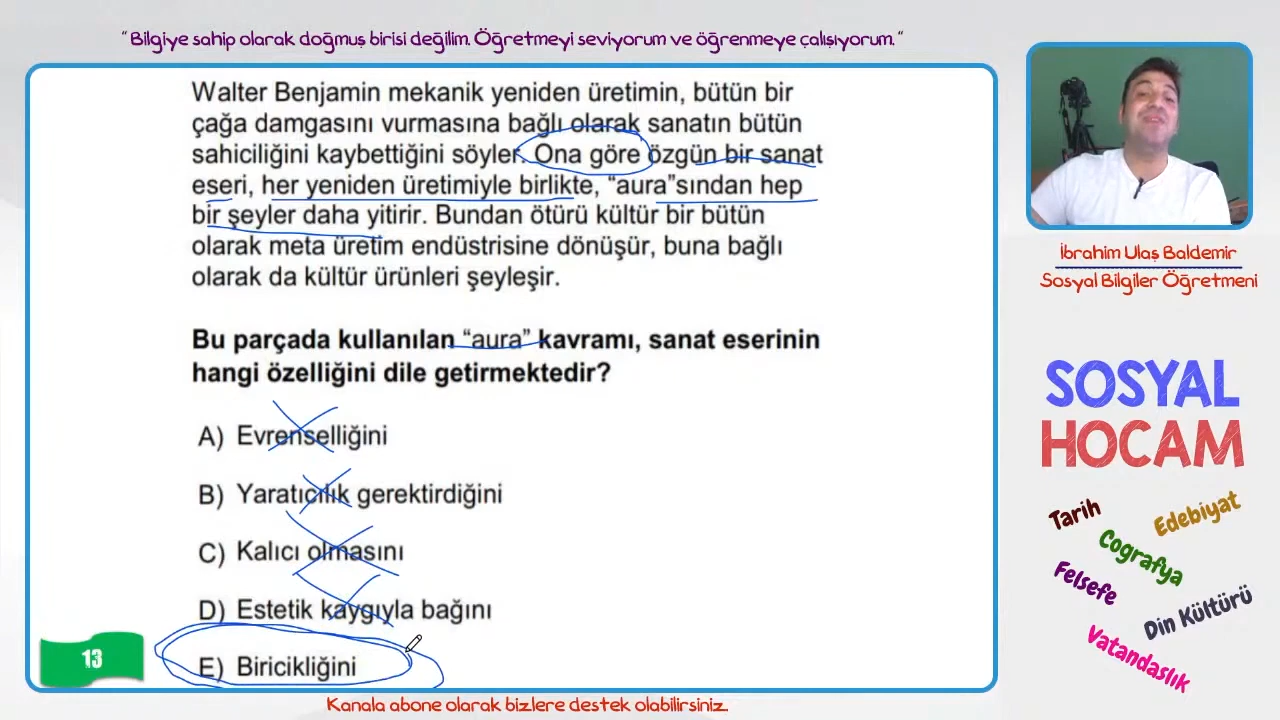 “Bilgiye sahip olarak doğmuş birisi değilim. Öğretmeyi seviyorum ve öğrenmeye çalışıyorum.”
Walter Benjamin mekanik yeniden üretimin, bütün bir
çağa damgasını vurmasına bağlı olarak sanatın bütün
sahiciliğini kaybettiğini söyler. Ona göre özgün bir sanat
eseri, her yeniden üretimiyle birlikte, “aura”sından hep
bir şeyler daha yitirir. Bundan ötürü kültür bir bütün
olarak meta üretim endüstrisine dönüşür, buna bağlı
olarak da kültür ürünleri şeyleşir.
Bu parçada kullanılan “aura” kavramı, sanat eserinin
hangi özelliğini dile getirmektedir?
A) Evrenselliğini
B) Yaratıcılık gerektirdiğini
C) Kalıcı olmasını
D) Estetik kaygıyla bağını
E) Biricikliğini
13
İbrahim Ulaş Baldemir
Sosyal Bilgiler Öğretmeni
SOSYAL
HOCAM
Tarih
Edebiyat
Coğrafya
Felsefe
Din Kültürü
Vatandaslık
Kanala abone olarak bizlere destek olabilirsiniz.